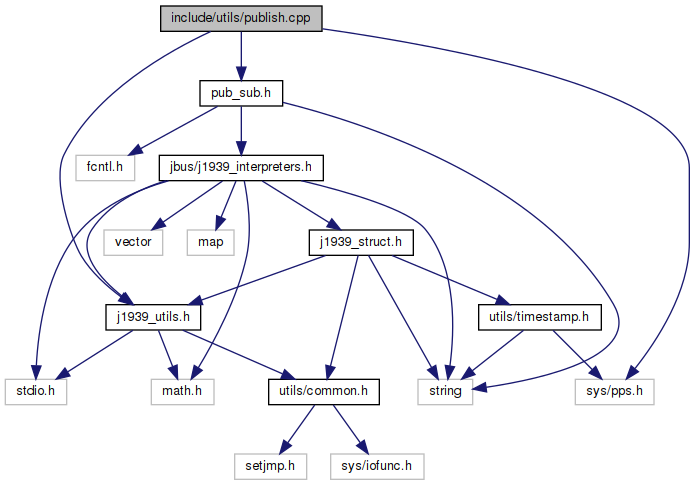 include/utils/publish.cpp
pub_sub.h
fcntl.h
jbus/j1939_interpreters.h
vector
map
j1939_struct.h
j1939_utils.h
utils/timestamp.h
stdio.h
math.h
utils/common.h
string
sys/pps.h
setjmp.h
sys/iofunc.h